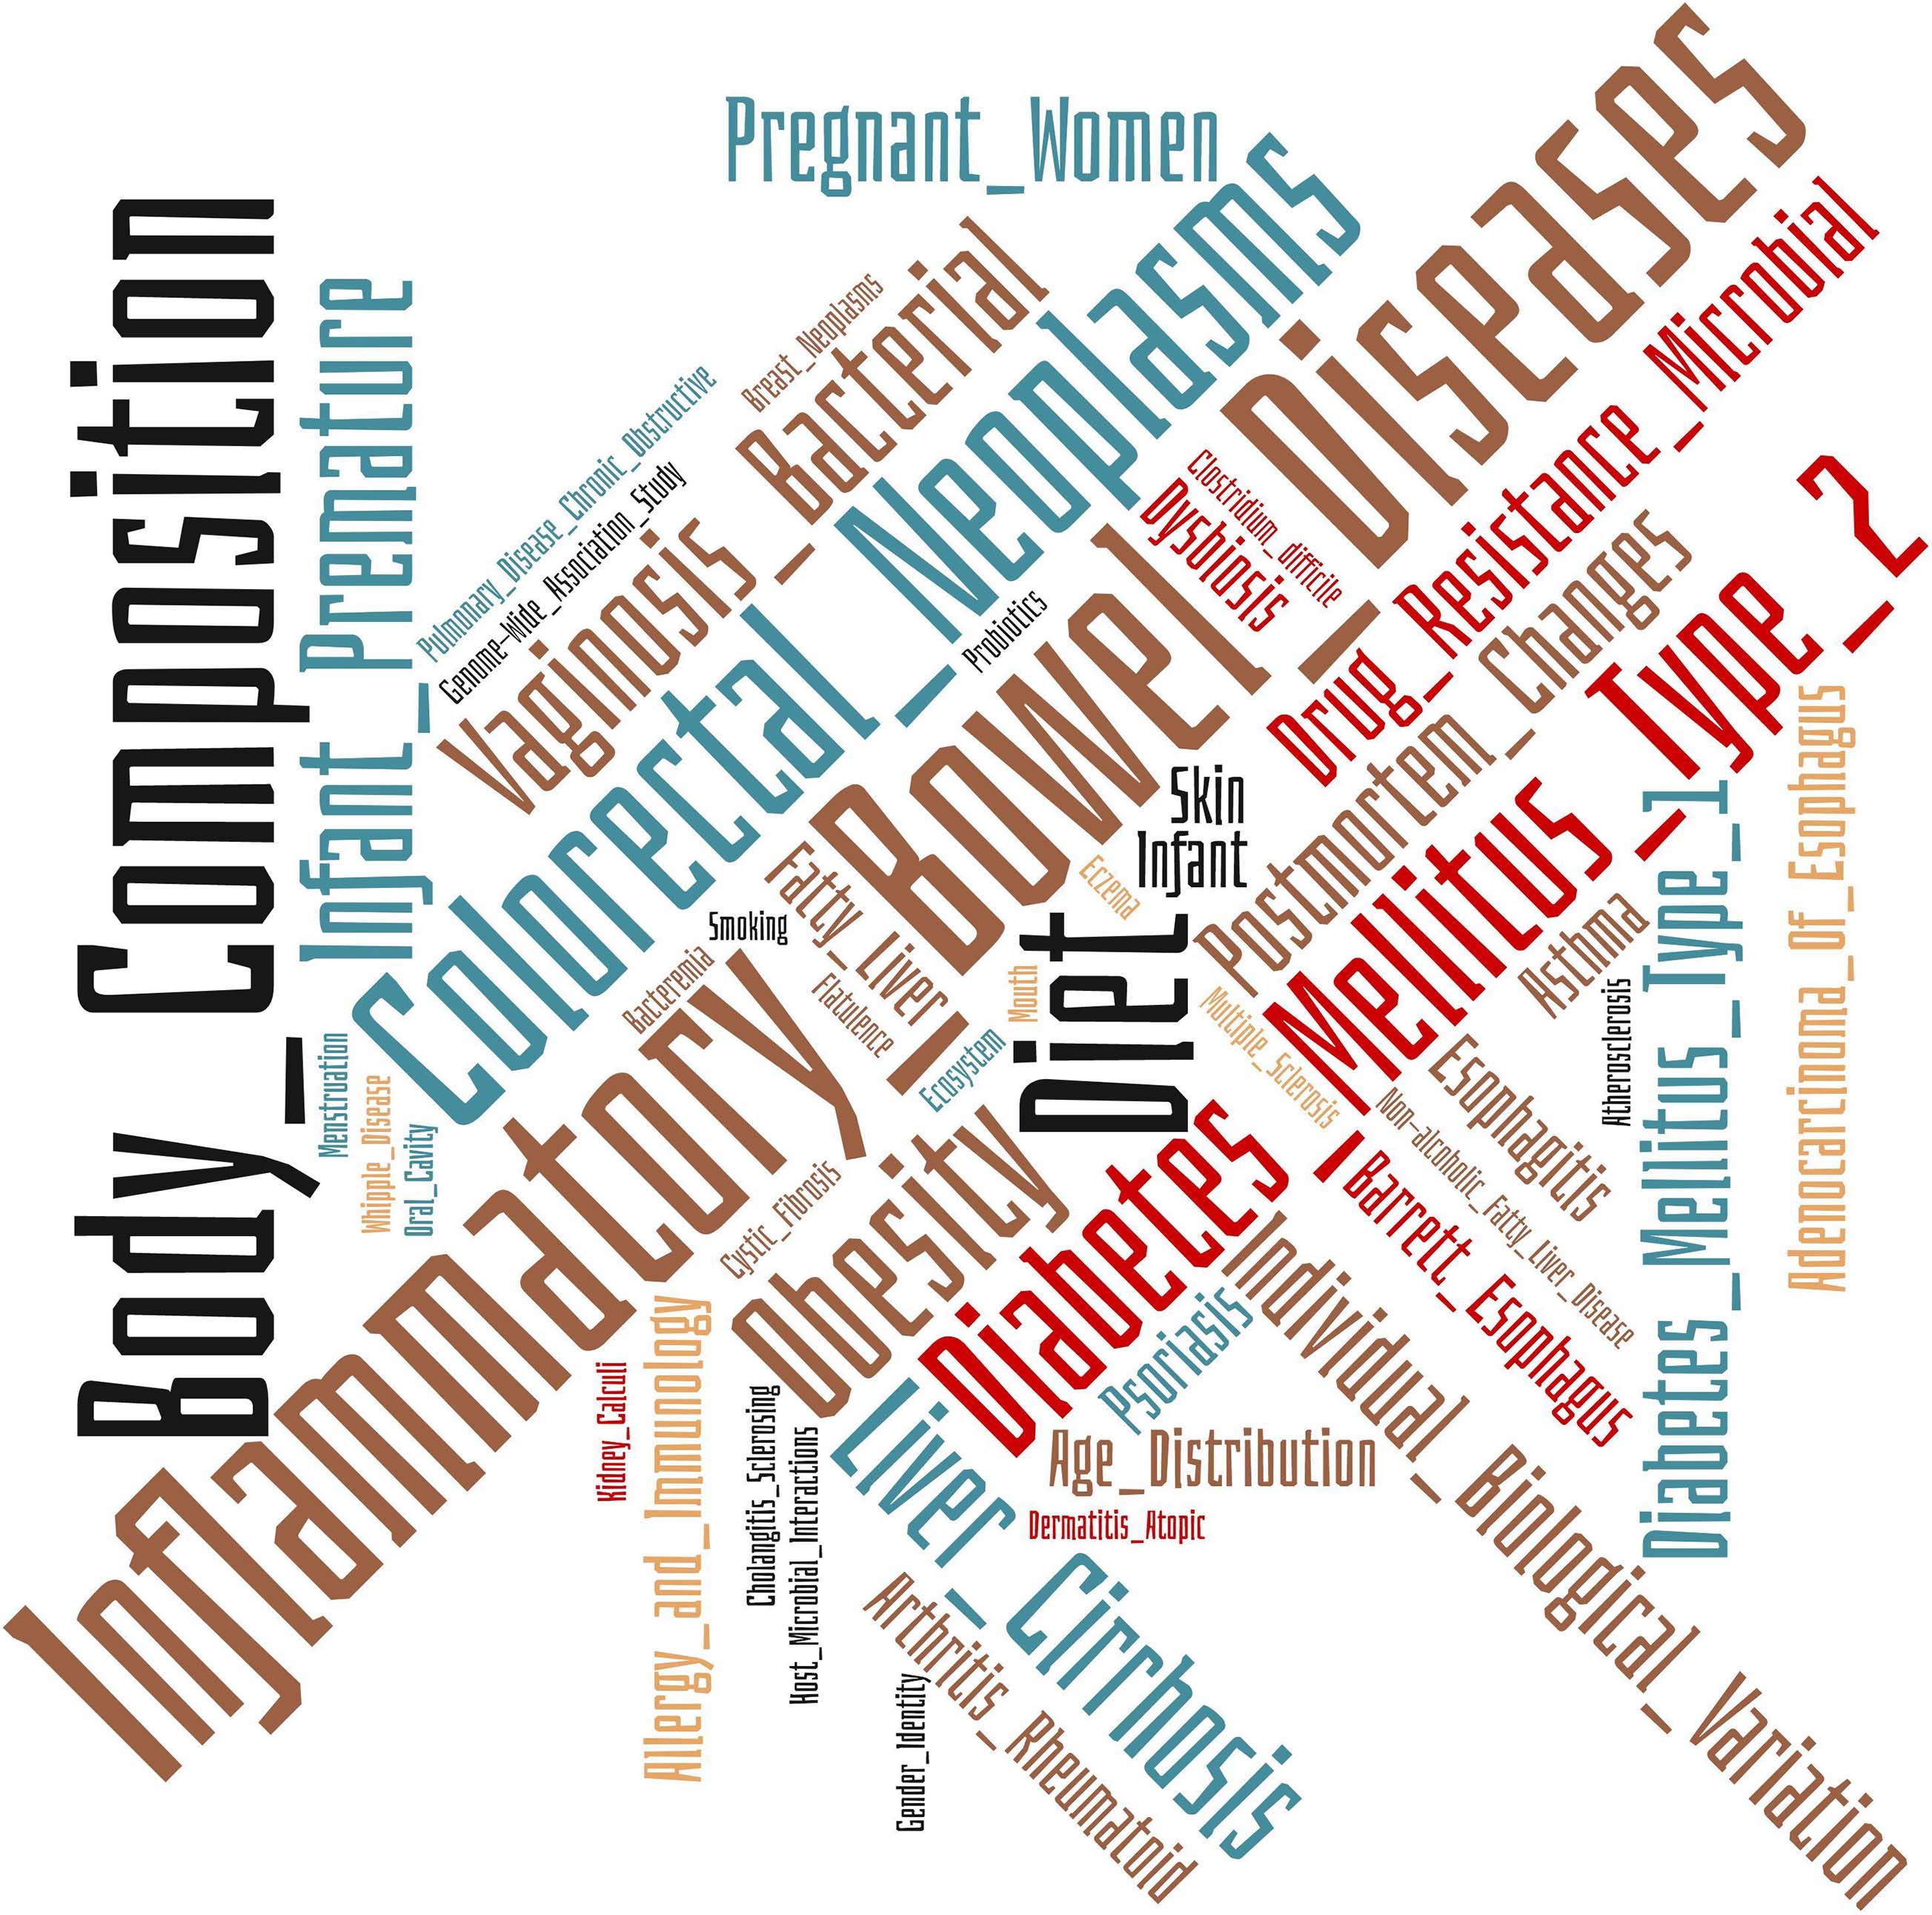 Pregnant_Women
Body_Composition
Infant_Premature
Pulmonary_Disease_Chronic_Obstructive
Genome-Wide_Association_Study
Breast_Neoplasms
Vaginosis_Bacterial
Colorectal_Neoplasms
Inflammatory_Bowel_Diseases
Probiotics
Clostridium_difficile
Dysbiosis
Drug_Resistance_Microbial
Postmortem_Changes
Diabetes_Mellitus_Type_2
Skin
Infant
Eczema
Diet
Mouth
Ecosystem
Fatty_Liver
Flatulence
Smoking
Bacteremia
Menstruation
Whipple_Disease
Oral_Cavity
Cystic_Fibrosis
Obesity
Multiple_Sclerosis
Asthma
Atherosclerosis
Esophagitis
Non-alcoholic_Fatty_Liver_Disease
Barrett_Esophagus
Diabetes_Mellitus_Type_1
Adenocarcinoma_of_Esophagus
Individual_Biological_Variation
Psoriasis
Age_Distribution
Dermatitis_Atopic
Liver_Cirrhosis
Arthritis_Rheumatoid
Kidney_Calculi
Allergy_and_Immunology
Cholangitis_Sclerosing
Host_Microbial_Interactions
Gender_Identity